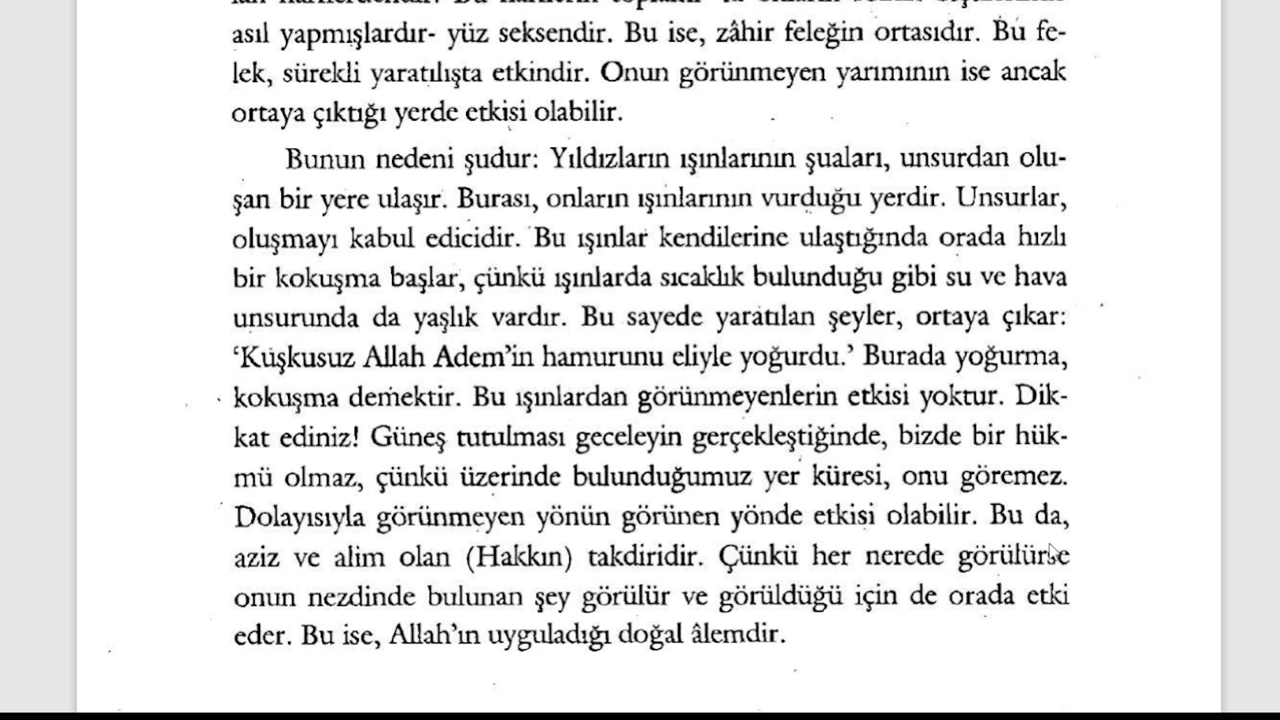 asıl yapmışlardır- yüz seksendir. Bu ise, zâhir feleğin ortasıdır. Bu fe-
lek, sürekli yaratılışta etkindir. Onun görünmeyen yarımının ise ancak
ortaya çıktığı yerde etkisi olabilir.
Bunun nedeni şudur: Yıldızların ışınlarının şuaları, unsurdan olu-
şan bir yere ulaşır. Burası, onların ışınlarının vurduğu yerdir. Unsurlar,
oluşmayı kabul edicidir. Bu ışınlar kendilerine ulaştığında orada hızlı
bir kokuşma başlar, çünkü ışınlarda sıcaklık bulunduğu gibi su ve hava
unsurunda da yaşlık vardır. Bu sayede yaratılan şeyler, ortaya çıkar:
‘Kuşkusuz Allah Adem’in hamurunu eliyle yoğurdu.’ Burada yoğurma,
kokuşma demektir. Bu ışınlardan görünmeyenlerin etkisi yoktur. Dik-
kat ediniz! Güneş tutulması geceleyin gerçekleştiğinde, bizde bir hük-
mü olmaz, çünkü üzerinde bulunduğumuz yer küresi, onu göremez.
Dolayısıyla görünmeyen yönün görünen yönde etkisi olabilir. Bu da,
aziz ve alim olan (Hakkın) takdiridir. Çünkü her nerede görülürse
onun nezdinde bulunan şey görülür ve görüldüğü için de orada etki
eder. Bu ise, Allah’ın uyguladığı doğal âlemdir.